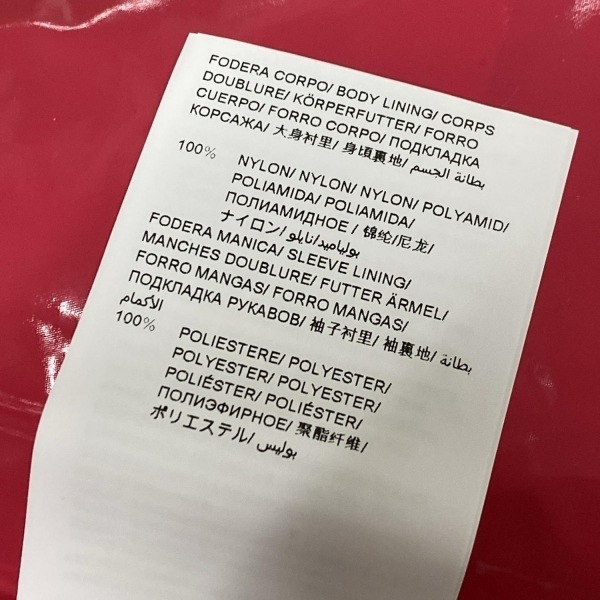 FODERA CORPO/ BODY LINING/ CORPS
DOUBLURE/ KÖRPERFUTTER/ FORRO
CUERPO/ FORRO CORPO/ ПОДКЛАДКА
КОРСАЖА/ 大身衬里/ 身頃裏地/ بطانة الجسم
100%
NYLON/ NYLON/ NYLON/ POLYAMID/
POLIAMIDA/ POLIAMIDA/
ПОЛИАМИДНОЕ / 锦纶/尼龙/
ナイロン/ بولياميد/نايلو
FODERA MANICA/ SLEEVE LINING/
MANCHES DOUBLURE/ FUTTER ÄRMEL/
FORRO MANGAS/ FORRO MANGAS/
ПОДКЛАДКА РУКАВОВ/ 袖子衬里/ 袖裏地/ بطانة
الأكمام
100%
POLIESTERE/ POLYESTER/
POLYESTER/ POLYESTER/
POLIÉSTER/ POLIÉSTER/
ПОЛИЭФИРНОЕ/ 聚酯纤维/
ポリエステル/ بوليس